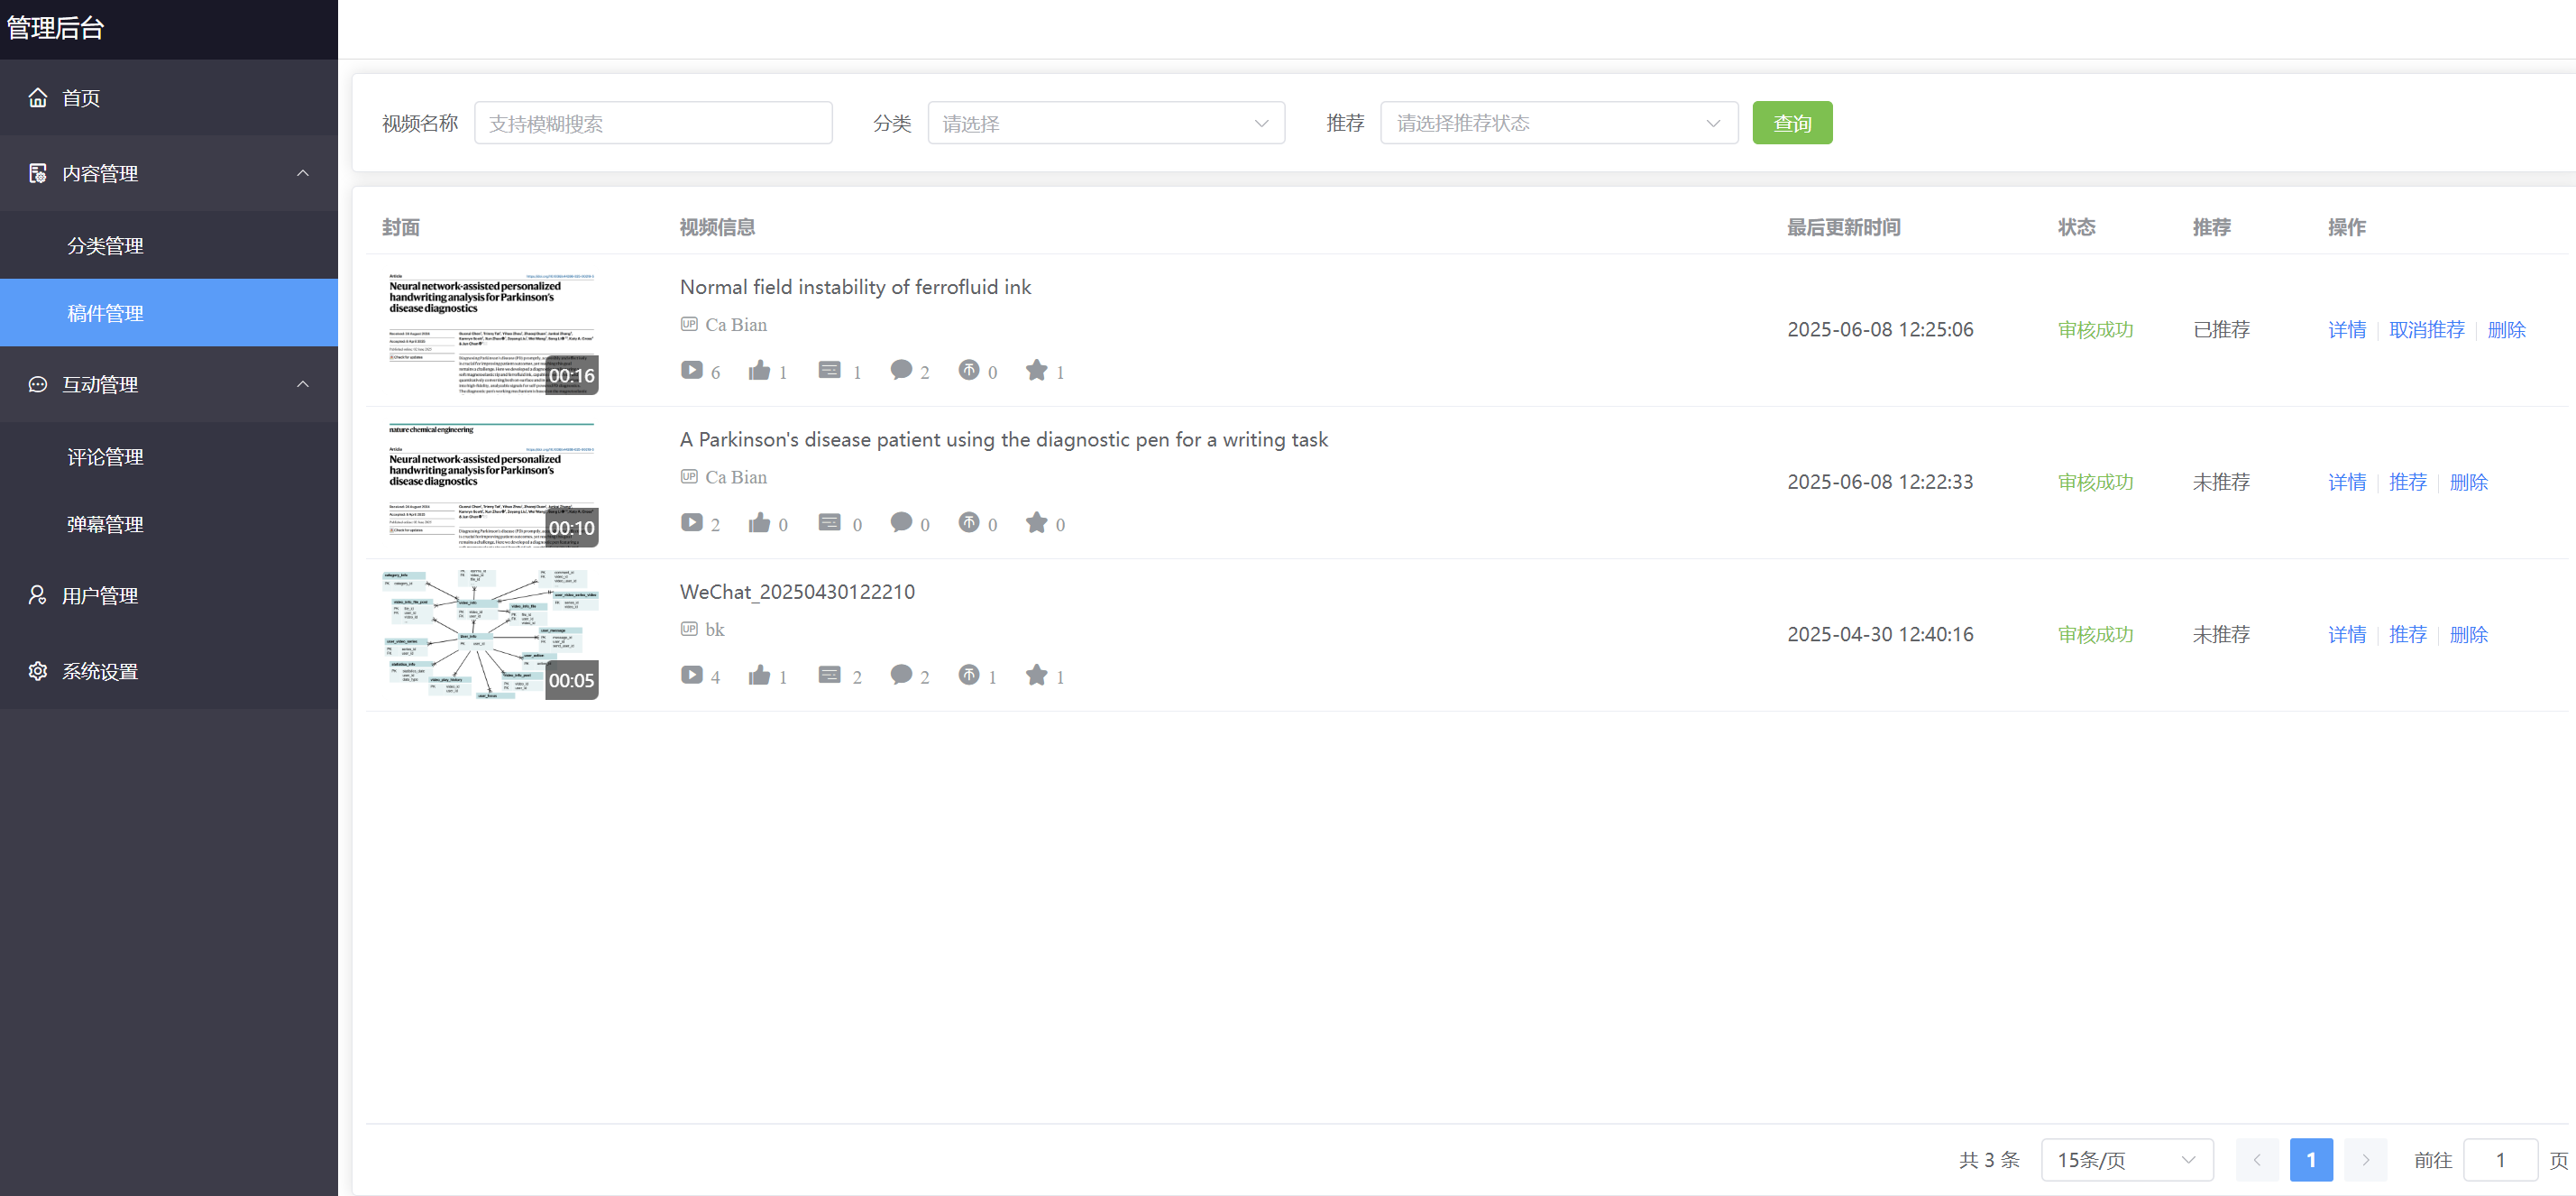 管理后台
首页
内容管理
分类管理
稿件管理
互动管理
评论管理
弹幕管理
用户管理
系统设置
视频名称 支持模糊搜索 分类 请选择 推荐 请选择推荐状态 查询
封面 视频信息 最后更新时间 状态 推荐 操作
Article
Neural network-assisted personalized
handwriting analysis for Parkinson's
disease diagnostics
00:16
Normal field instability of ferrofluid ink
UP Ca Bian
6 1 1 2 0 1
2025-06-08 12:25:06 审核成功 已推荐 详情 取消推荐 删除
nature chemical engineering
Article
Neural network-assisted personalized
handwriting analysis for Parkinson's
disease diagnostics
00:10
A Parkinson's disease patient using the diagnostic pen for a writing task
UP Ca Bian
2 0 0 0 0 0
2025-06-08 12:22:33 审核成功 未推荐 详情 推荐 删除
00:05
WeChat_20250430122210
UP bk
4 1 2 2 1 1
2025-04-30 12:40:16 审核成功 未推荐 详情 推荐 删除
共 3 条 15条/页 1 前往 1 页